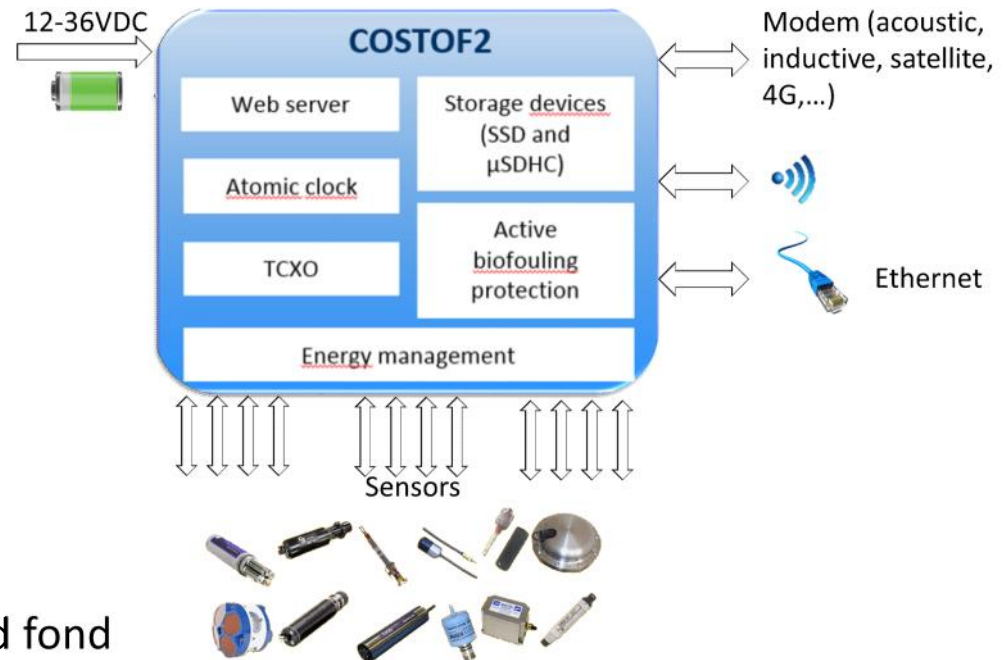 12-36VDC
COSTOF2
Web server
Atomic clock
TCXO
Storage devices
(SSD and
µSDHC)
Active
biofouling
protection
Energy management
Modem (acoustic,
inductive, satellite,
4G,...)
Ethernet
Sensors
d fond